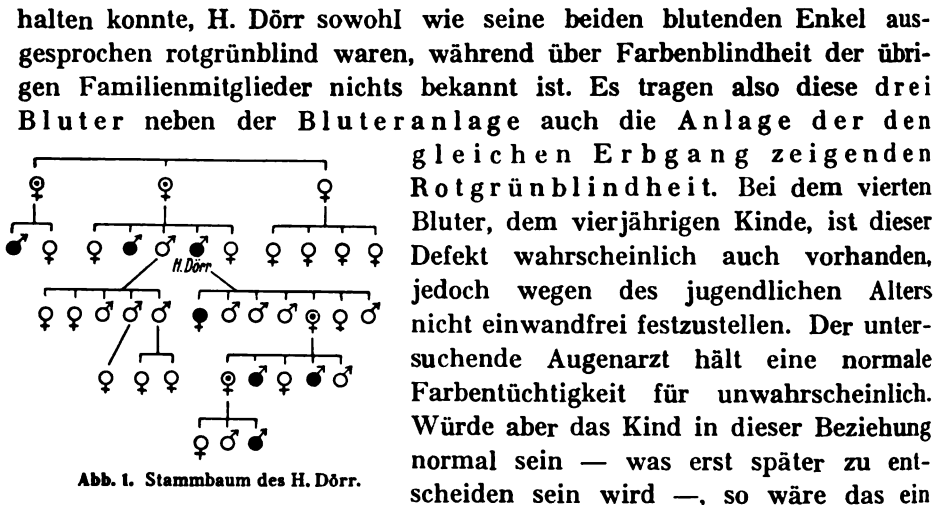 halten konnte, H. Dörr sowohl wie seine beiden blutenden Enkel aus-
gesprochen rotgrünblind waren, während über Farbenblindheit der übri-
gen Familienmitglieder nichts bekannt ist. Es tragen also diese drei
Bluter neben der Bluteranlage auch die Anlage der den
gleichen Erbgang zeigenden
Rotgrünblindheit. Bei dem vierten
Bluter, dem vierjährigen Kinde, ist dieser
Defekt wahrscheinlich auch vorhanden,
jedoch wegen des jugendlichen Alters
nicht einwandfrei festzustellen. Der unter-
suchende Augenarzt hält eine normale
Farbentüchtigkeit für unwahrscheinlich.
Würde aber das Kind in dieser Beziehung
normal sein — was erst später zu ent-
scheiden sein wird —, so wäre das ein
H. Dörr.
Abb. 1. Stammbaum des H. Dörr.